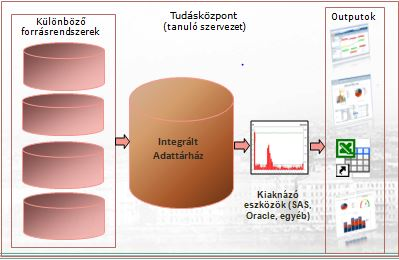 Különböző
forrásrendszerek
Tudásközpont
(tanuló szervezet)
Outputok
Integrált
Adattárház
Kiaknázó
eszközök (SAS,
Oracle, egyéb)